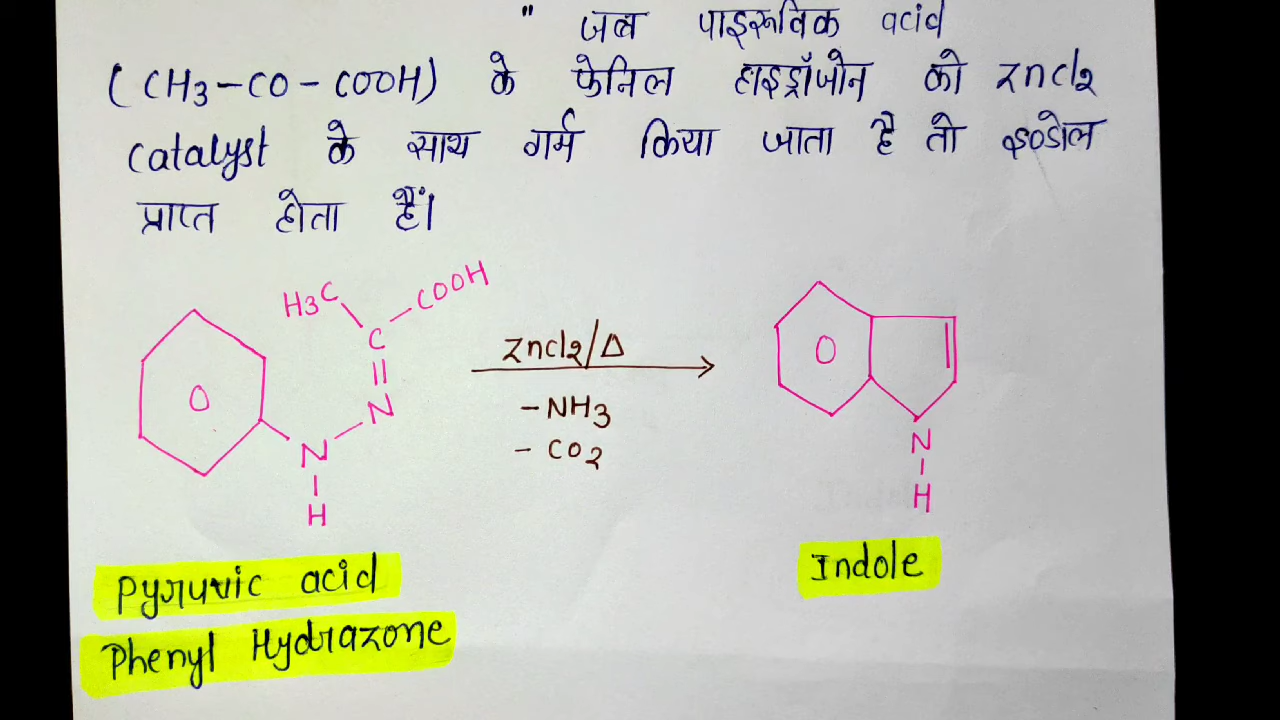 " जब पाइरूविक acid
(CH3-CO-COOH) के फेनिल हाइड्रॉजोन को zncl2
catalyst के साथ गर्म किया जाता है तो इण्डोल
प्राप्त होता हैं।
H3C COOH
C
N
N
H
zncl2/Δ
-NH3
- CO2
N
H
Pyruvic acid
Phenyl Hydrazone
Indole